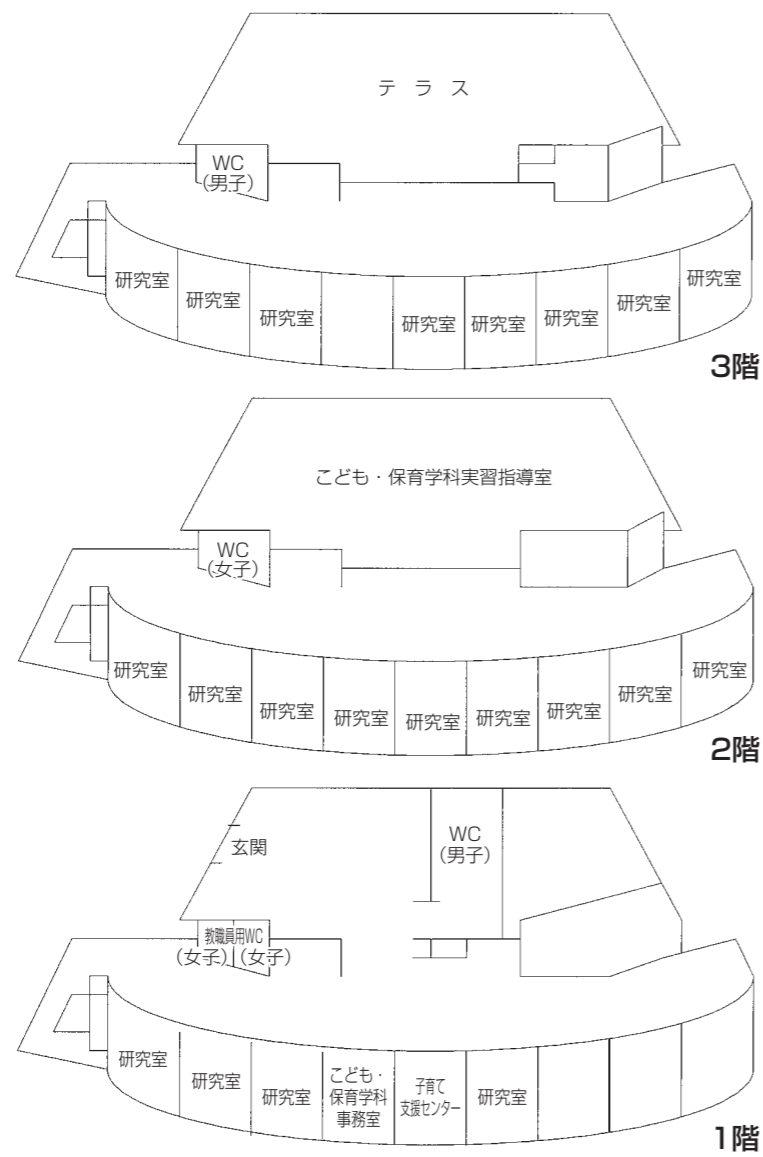 テラス
WC
(男子)
研究室
研究室
研究室
研究室
研究室
研究室
研究室
研究室
3階
こども・保育学科実習指導室
WC
(女子)
研究室
研究室
研究室
研究室
研究室
研究室
研究室
研究室
研究室
2階
玄関
WC
(男子)
教職員用WC
(女子) (女子)
研究室
研究室
研究室
こども・
保育学科
事務室
子育て
支援センター
研究室
1階